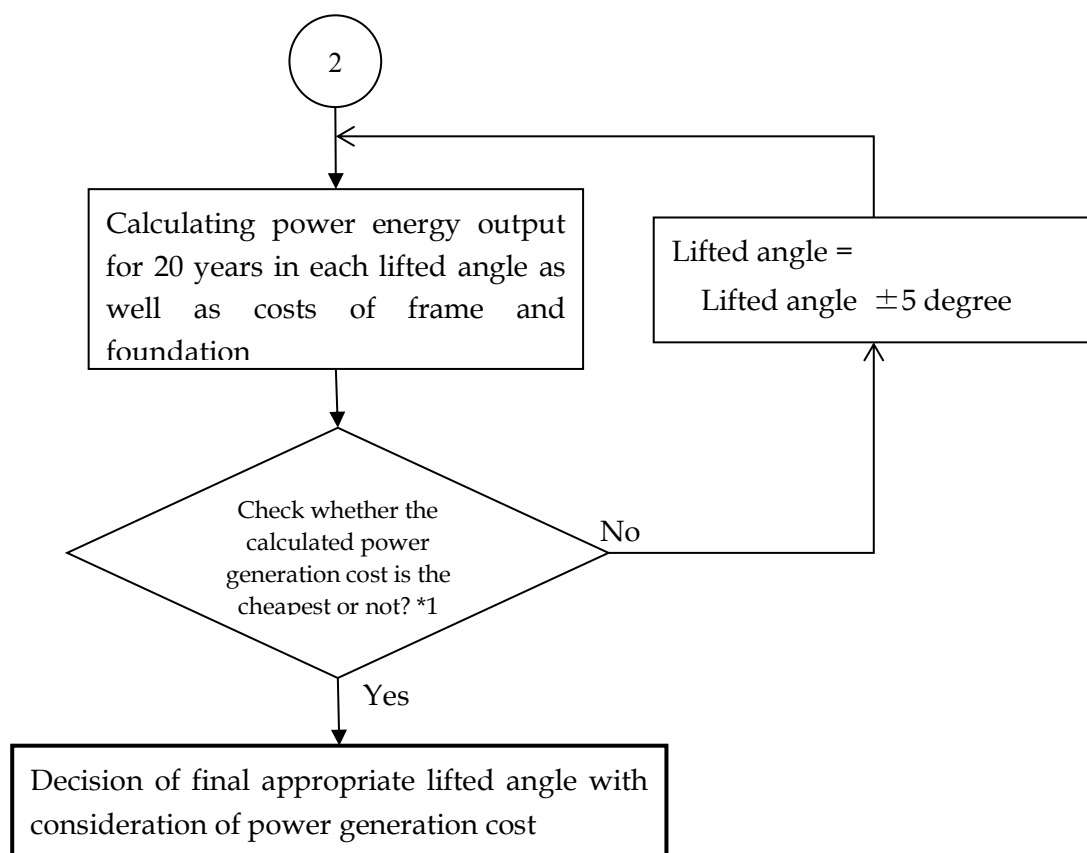 2
Calculating power energy output
for 20 years in each lifted angle as
well as costs of frame and
foundation
Lifted angle =
Lifted angle ±5 degree
Check whether the
calculated power
generation cost is the
cheapest or not? *1
No
Yes
Decision of final appropriate lifted angle with
consideration of power generation cost